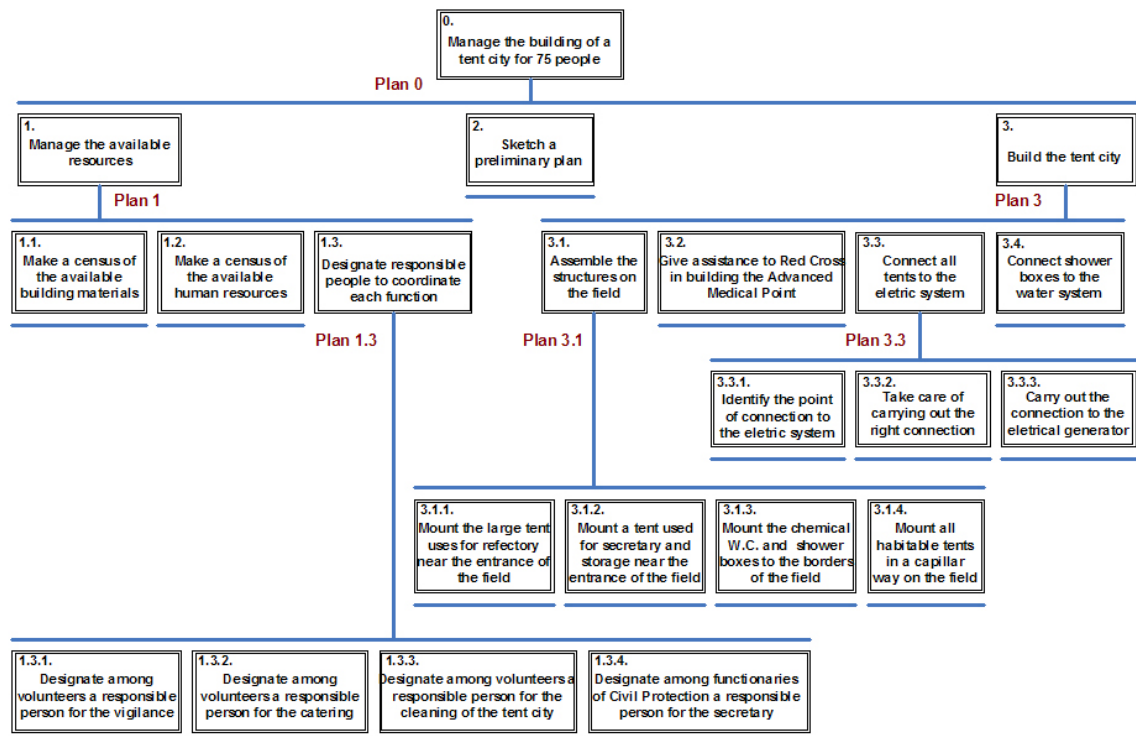 0.
Manage the building of a
tent city for 75 people
Plan 0
1.
Manage the available
resources
2.
Sketch a
preliminary plan
3.
Build the tent city
Plan 1
Plan 3
1.1.
Make a census of
the available
building materials
1.2.
Make a census of
the available
human resources
1.3.
Designate responsible
people to coordinate
each function
3.1.
Assemble the
structures on
the field
3.2.
Give assistance to Red Cross
in building the Advanced
Medical Point
3.3.
Connect all
tents to the
eletric system
3.4.
Connect shower
boxes to the
water system
Plan 1.3
Plan 3.1
Plan 3.3
3.3.1.
Identify the point
of connection to
the eletric system
3.3.2.
Take care of
carrying out the
right connection
3.3.3.
Carry out the
connection to the
eletrical generator
3.1.1.
Mount the large tent
uses for refectory
near the entrance of
the field
3.1.2.
Mount a tent used
for secretary and
storage near the
entrance of the field
3.1.3.
Mount the chemical
W.C. and shower
boxes to the borders
of the field
3.1.4.
Mount all
habitable tents
in a capillar
way on the field
1.3.1.
Designate among
volunteers a responsible
person for the vigilance
1.3.2.
Designate among
volunteers a responsible
person for the catering
1.3.3.
Designate among volunteers a
responsible person for the
cleaning of the tent city
1.3.4.
Designate among functionaries
of Civil Protection a responsible
person for the secretary